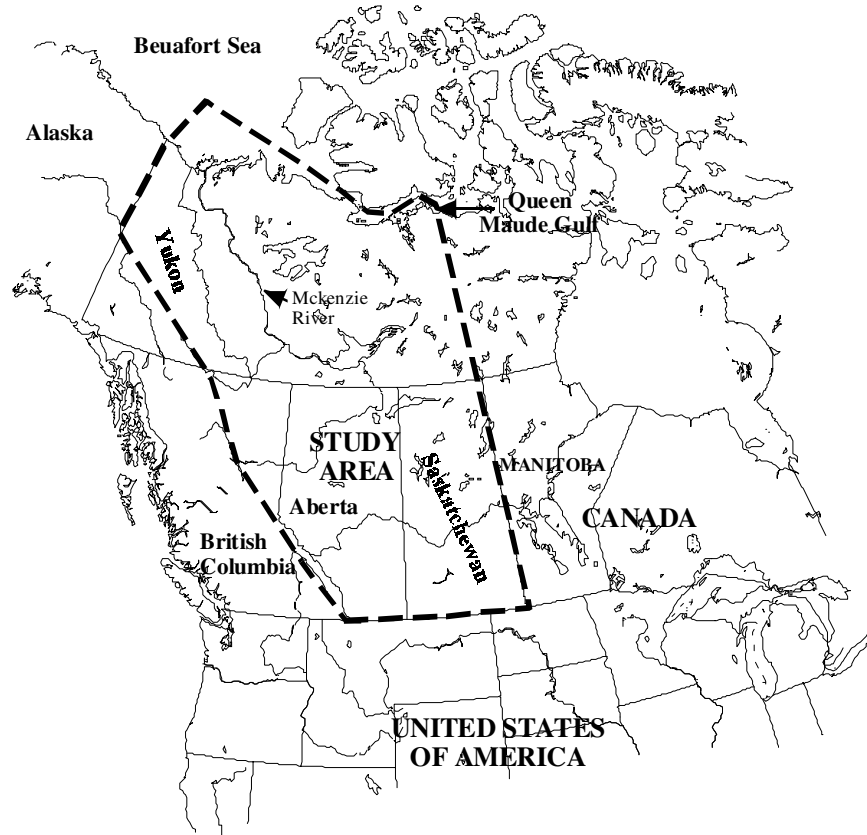 Beuafort Sea
Alaska
Queen
Maude Gulf
Yukon
Mckenzie
River
STUDY
AREA
MANITOBA
Saskatchewan
Aberta
CANADA
British
Columbia
UNITED STATES
OF AMERICA